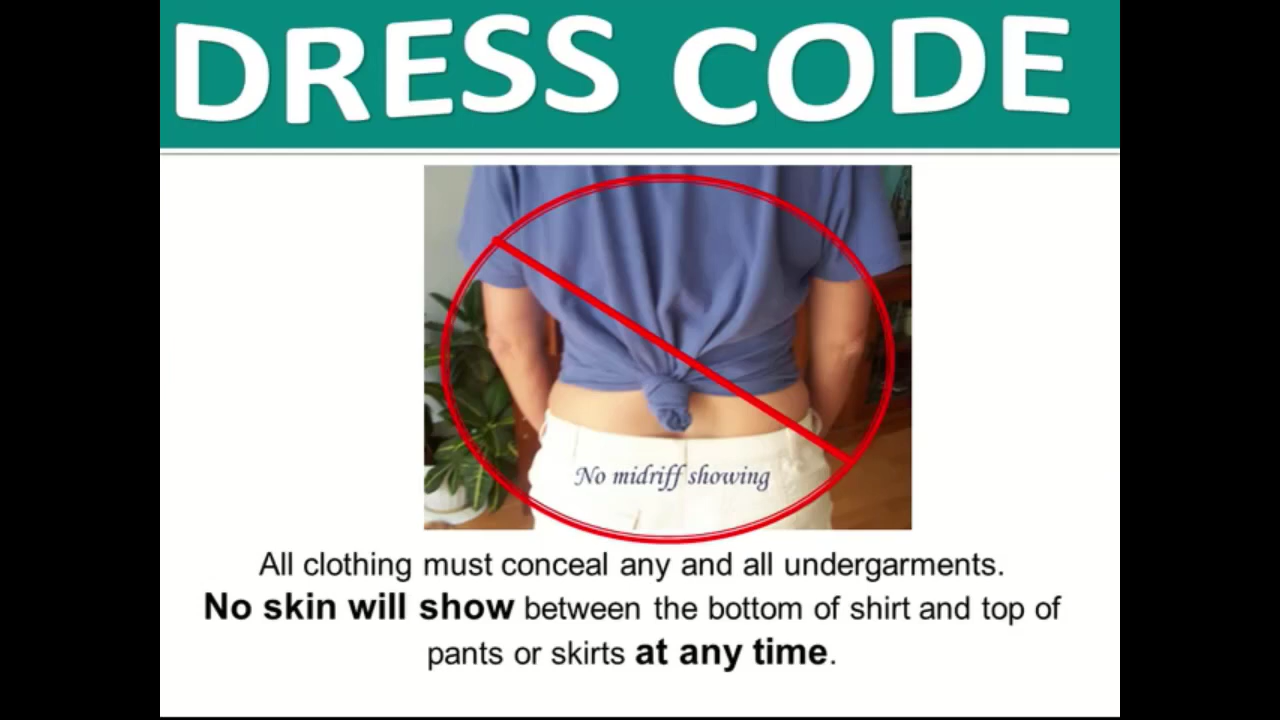 DRESS CODE
No midriff showing
All clothing must conceal any and all undergarments.
No skin will show between the bottom of shirt and top of
pants or skirts at any time.